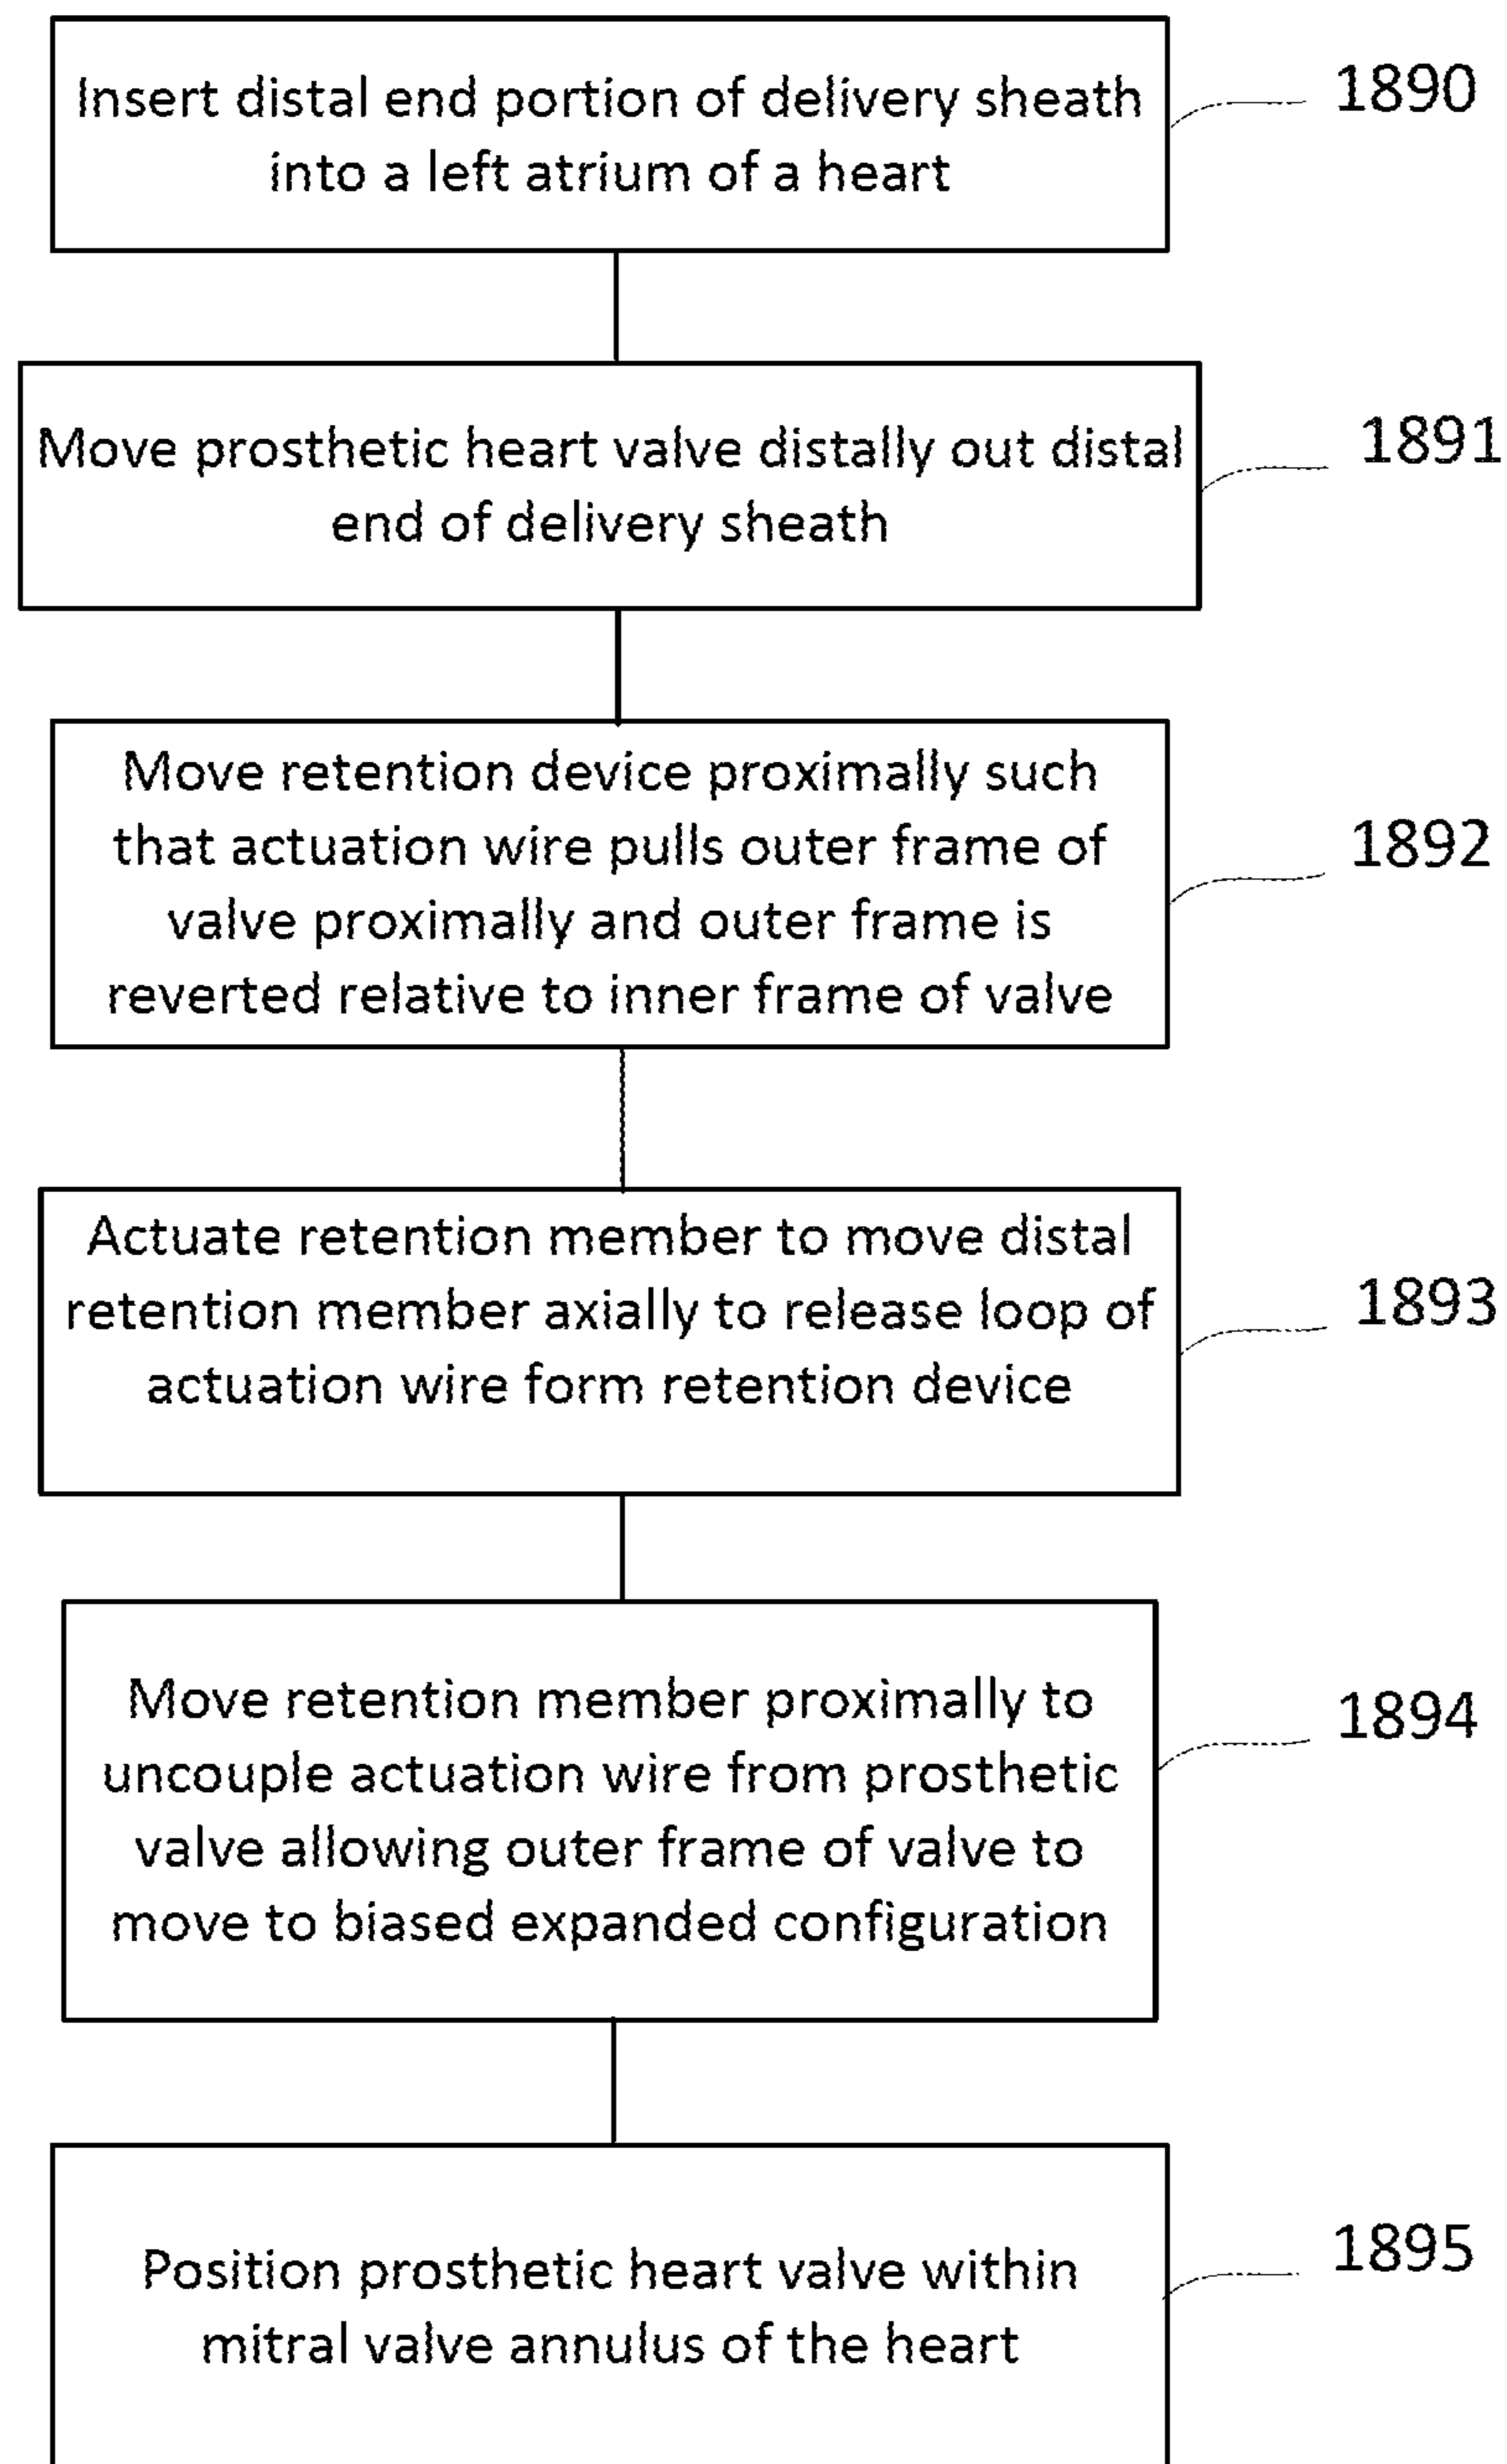 Insert distal end portion of delivery sheath
into a left atrium of a heart
1890
Move prosthetic heart valve distally out distal
end of delivery sheath
1891
Move retention device proximally such
that actuation wire pulls outer frame of
valve proximally and outer frame is
reverted relative to inner frame of valve
1892
Actuate retention member to move distal
retention member axially to release loop of
actuation wire form retention device
1893
Move retention member proximally to
uncouple actuation wire from prosthetic
valve allowing outer frame of valve to
move to biased expanded configuration
1894
Position prosthetic heart valve within
mitral valve annulus of the heart
1895